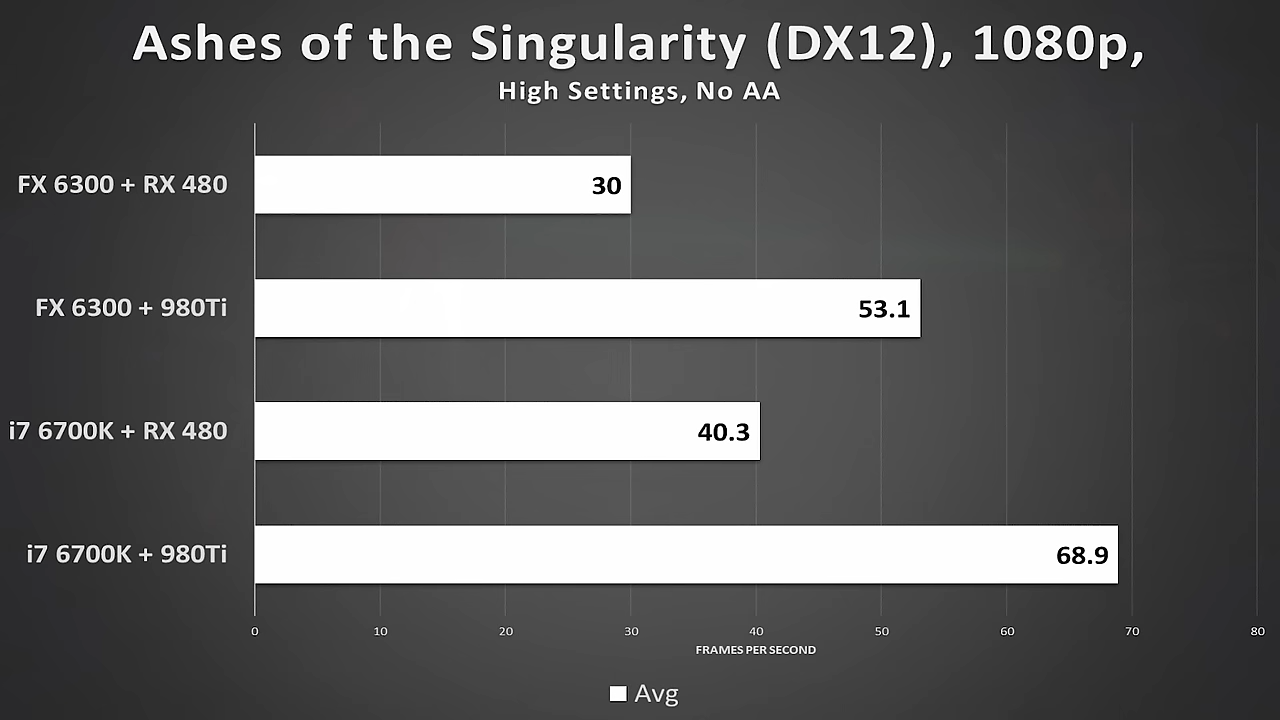 Ashes of the Singularity (DX12), 1080p,
High Settings, No AA
FX 6300 + RX 480
30
FX 6300 + 980Ti
53.1
i7 6700K + RX 480
40.3
i7 6700K + 980Ti
68.9
0 10 20 30 40 50 60 70 80
FRAMES PER SECOND
Avg